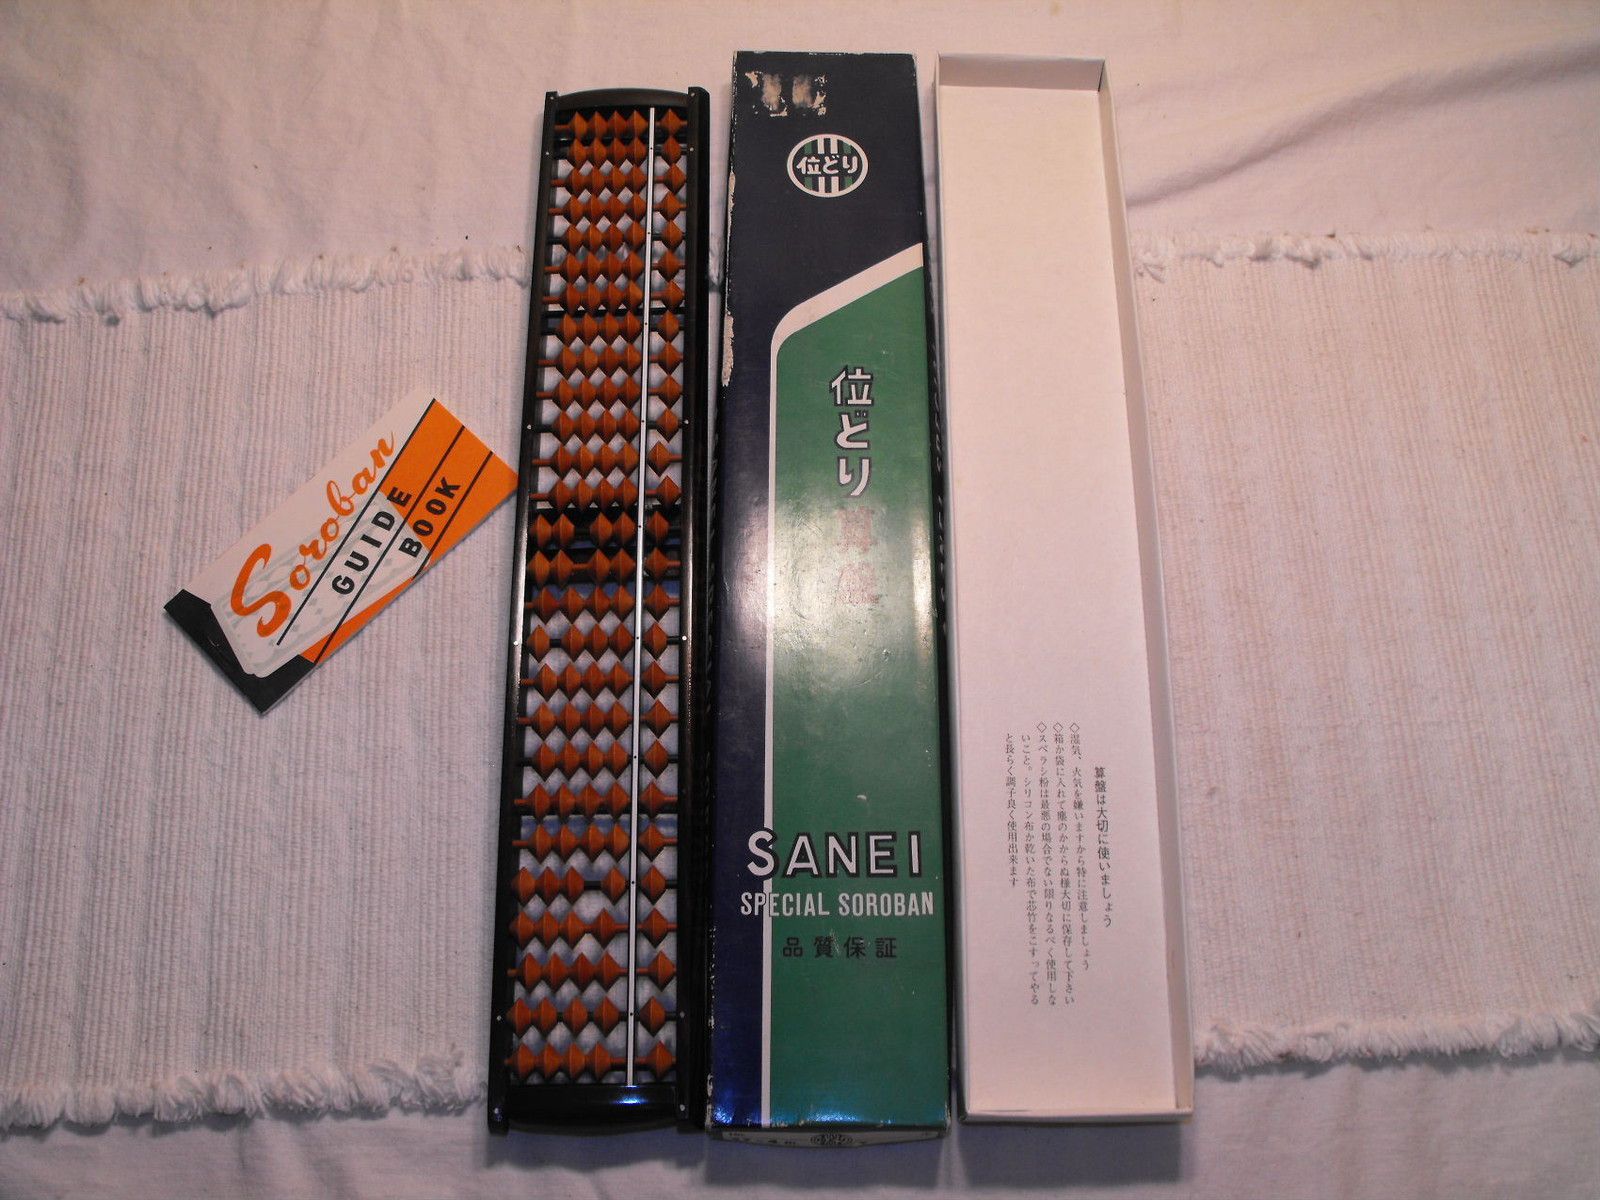 Soroban
GUIDE
BOOK
位どり
位どり
算盤
SANEI
SPECIAL SOROBAN
品質保証
算盤は大切に使いましょう
◇湿気、火気を嫌いますから特に注意しましょう
◇箱か袋に入れて塵のかからぬ様大切に保存して下さい
◇スベラシ粉は最悪の場合でない限りなるべく使用しな
いこと。シリコン布か乾いた布で芯竹をこすってやる
と長らく調子良く使用出来ます